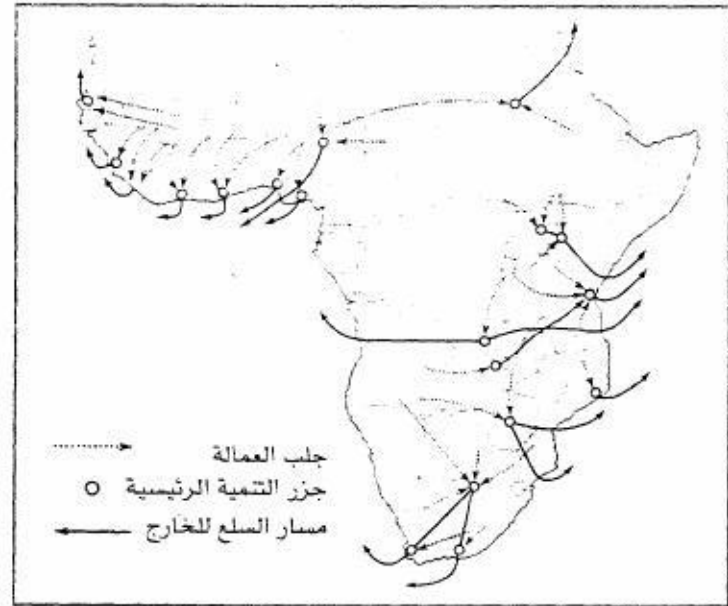 جلب العمالة
جزر التنمية الرئيسية
مسار السلع للخارج